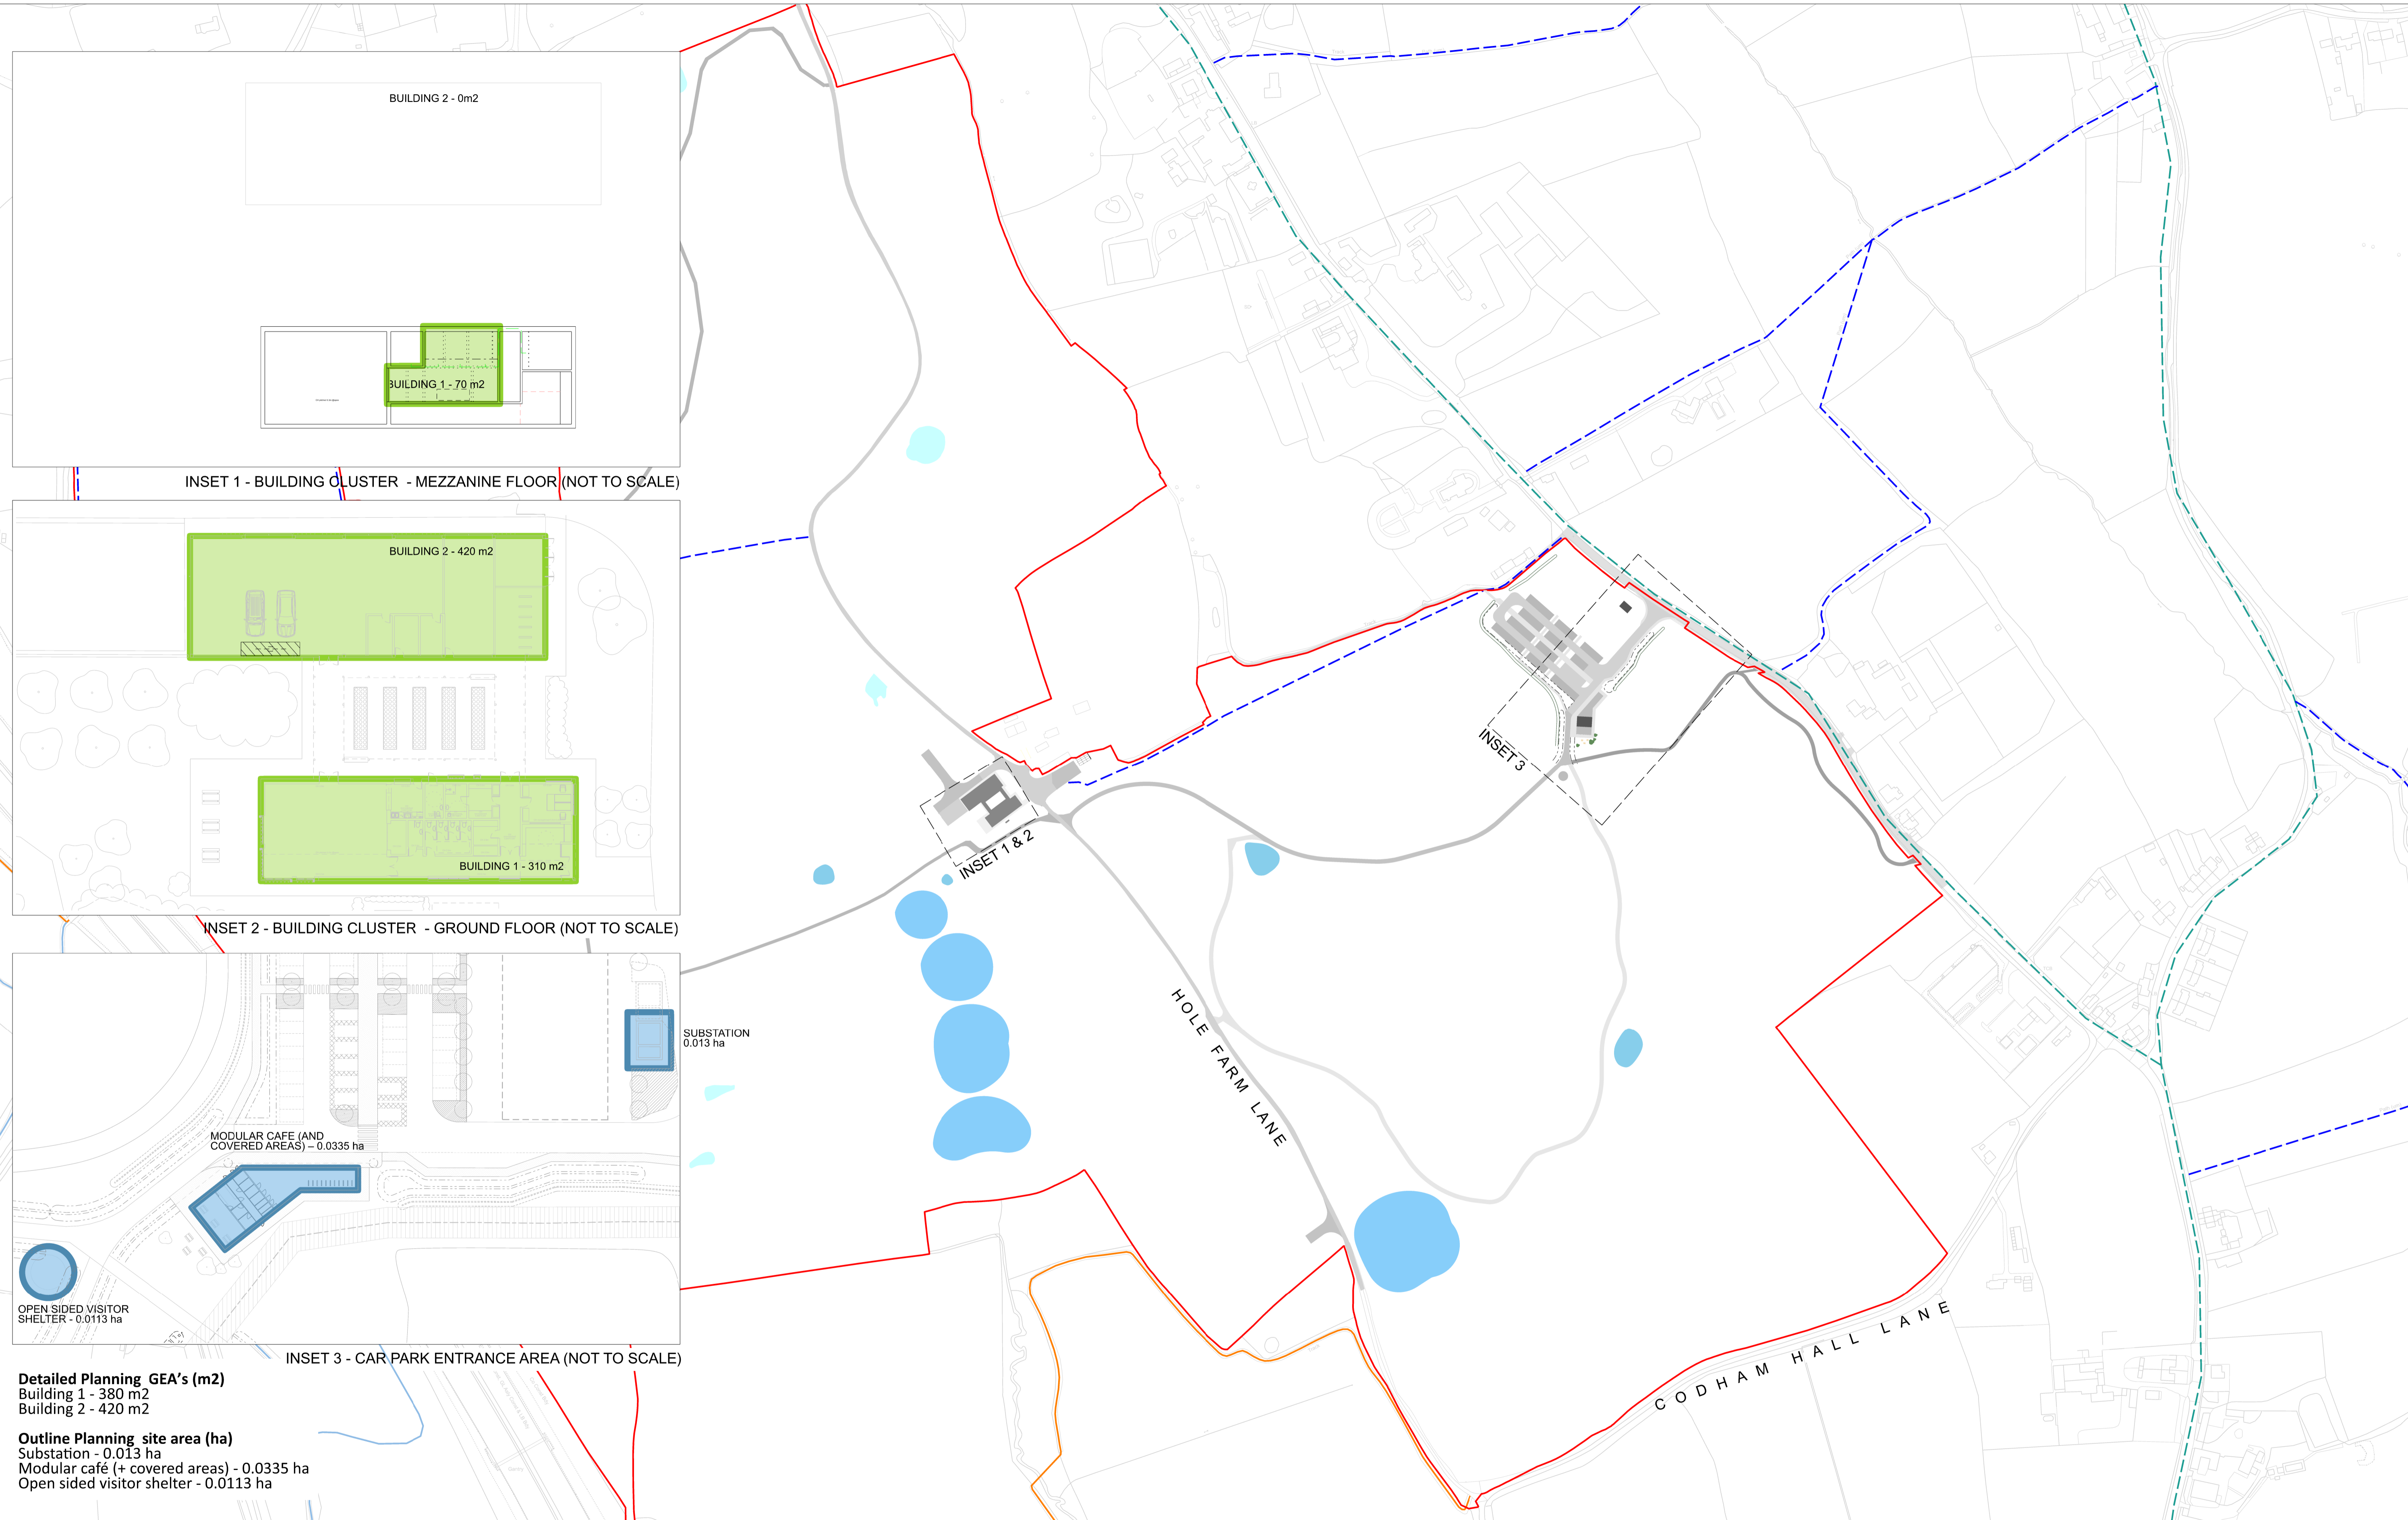 BUILDING 2 - 0m2
BUILDING 1 - 70 m2
INSET 1 - BUILDING CLUSTER - MEZZANINE FLOOR (NOT TO SCALE)
BUILDING 2 - 420 m2
BUILDING 1 - 310 m2
INSET 2 - BUILDING CLUSTER - GROUND FLOOR (NOT TO SCALE)
SUBSTATION
0.013 ha
MODULAR CAFE (AND
COVERED AREAS) – 0.0335 ha
OPEN SIDED VISITOR
SHELTER - 0.0113 ha
INSET 3 - CAR PARK ENTRANCE AREA (NOT TO SCALE)
Detailed Planning GEA's (m2)
Building 1 - 380 m2
Building 2 - 420 m2
Outline Planning site area (ha)
Substation - 0.013 ha
Modular café (+ covered areas) - 0.0335 ha
Open sided visitor shelter - 0.0113 ha
INSET 3
INSET 1 & 2
HOLE FARM LANE
CODHAM HALL LANE
Track
Track
Gantry